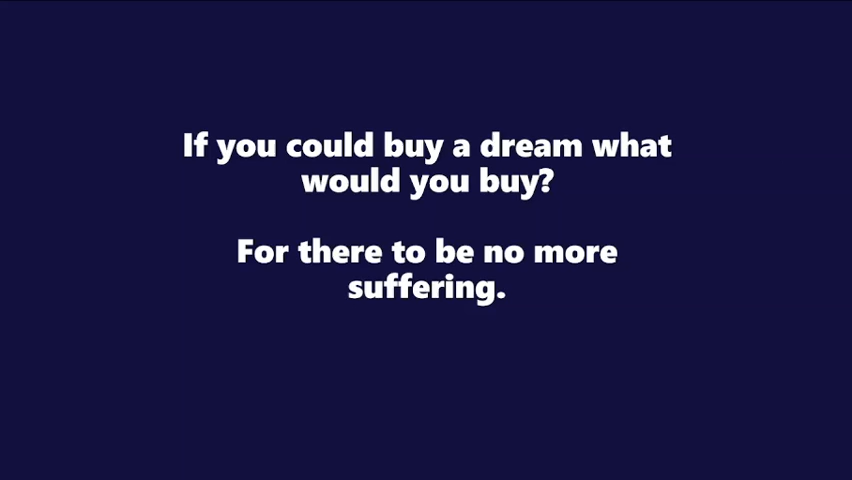 If you could buy a dream what
would you buy?
For there to be no more
suffering.